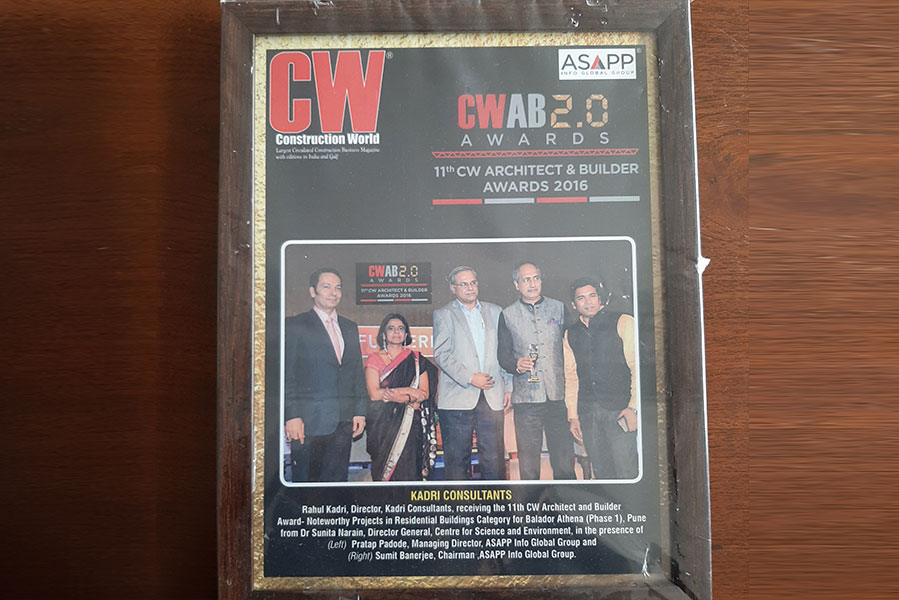 CW®
Construction World
Largest Circulated Construction Business Magazine
with editions in India and Gulf
ASAPP
INFO GLOBAL GROUP
CWAB 2.0
AWARDS
11th CW ARCHITECT & BUILDER
AWARDS 2016
CWAB 2.0
AWARDS
11th CW ARCHITECT & BUILDER
AWARDS 2016
KADRI CONSULTANTS
Rahul Kadri, Director, Kadri Consultants, receiving the 11th CW Architect and Builder
Award- Noteworthy Projects in Residential Buildings Category for Balador Athena (Phase 1), Pune
from Dr Sunita Narain, Director General, Centre for Science and Environment, in the presence of
(Left) Pratap Padode, Managing Director, ASAPP Info Global Group and
(Right) Sumit Banerjee, Chairman ,ASAPP Info Global Group.